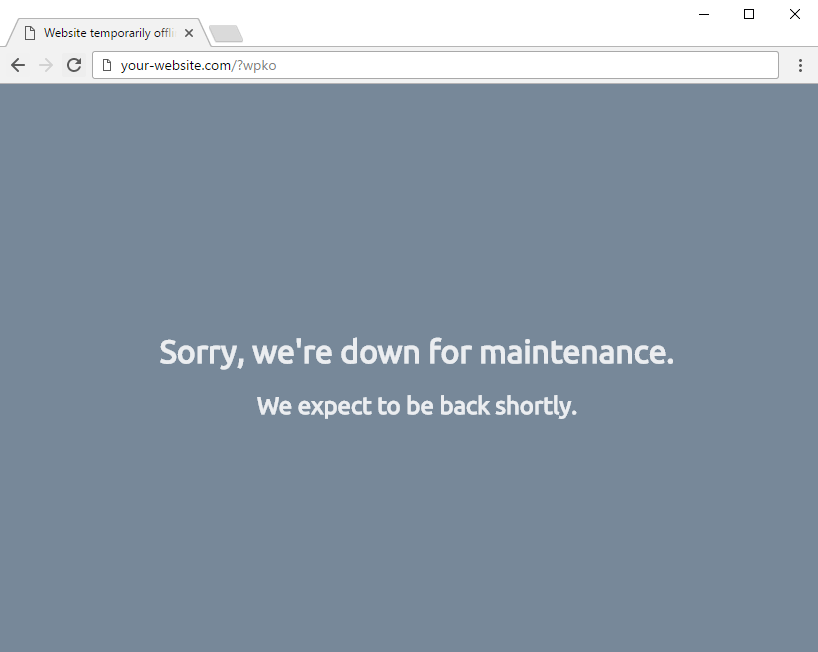 Website temporarily offli
your-website.com/?wpko
Sorry, we're down for maintenance.
We expect to be back shortly.